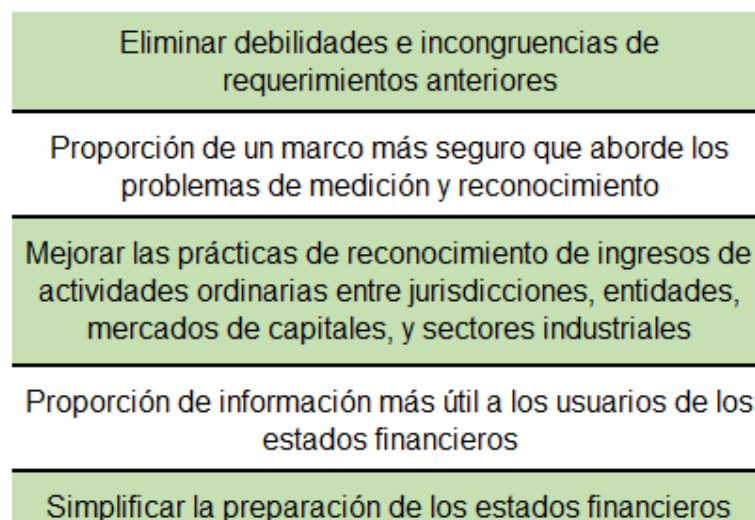 Eliminar debilidades e incongruencias de
requerimientos anteriores
Proporción de un marco más seguro que aborde los
problemas de medición y reconocimiento
Mejorar las prácticas de reconocimiento de ingresos de
actividades ordinarias entre jurisdicciones, entidades,
mercados de capitales, y sectores industriales
Proporción de información más útil a los usuarios de los
estados financieros
Simplificar la preparación de los estados financieros